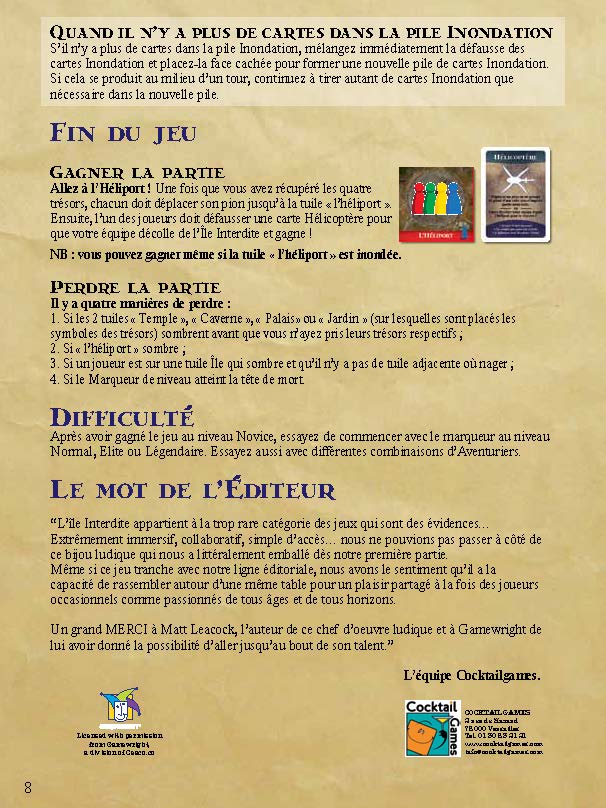 QUAND IL N'Y A PLUS DE CARTES DANS LA PILE INONDATION
S'il n'y a plus de cartes dans la pile Inondation, mélangez immédiatement la défausse des
cartes Inondation et placez-la face cachée pour former une nouvelle pile de cartes Inondation.
Si cela se produit au milieu d'un tour, continuez à tirer autant de cartes Inondation que
nécessaire dans la nouvelle pile.
FIN DU JEU
GAGNER LA PARTIE
Allez à l'Héliport ! Une fois que vous avez récupéré les quatre
trésors, chacun doit déplacer son pion jusqu'à la tuile « l'héliport ».
Ensuite, l'un des joueurs doit défausser une carte Hélicoptère pour
que votre équipe décolle de l'Île Interdite et gagne !
NB : vous pouvez gagner même si la tuile « l'héliport » est inondée.
L'HÉLIPORT
HÉLICOPTÈRE
PERDRE LA PARTIE
Il y a quatre manières de perdre :
1. Si les 2 tuiles « Temple », « Caverne », « Palais» ou « Jardin » (sur lesquelles sont placés les
symboles des trésors) sombrent avant que vous n'ayez pris leurs trésors respectifs ;
2. Si « l'héliport » sombre ;
3. Si un joueur est sur une tuile Île qui sombre et qu'il n'y a pas de tuile adjacente où nager ;
4. Si le Marqueur de niveau atteint la tête de mort.
DIFFICULTÉ
Après avoir gagné le jeu au niveau Novice, essayez de commencer avec le marqueur au niveau
Normal, Elite ou Légendaire. Essayez aussi avec différentes combinaisons d'Aventuriers.
LE MOT DE L'ÉDITEUR
“L'île Interdite appartient à la trop rare catégorie des jeux qui sont des évidences…
Extrêmement immersif, collaboratif, simple d'accès… nous ne pouvions pas passer à côté de
ce bijou ludique qui nous a littéralement emballé dès notre première partie.
Même si ce jeu tranche avec notre ligne éditoriale, nous avons le sentiment qu'il a la
capacité de rassembler autour d'une même table pour un plaisir partagé à la fois des joueurs
occasionnels comme passionnés de tous âges et de tous horizons.
Un grand MERCI à Matt Leacock, l'auteur de ce chef d'oeuvre ludique et à Gamewright de
lui avoir donné la possibilité d'aller jusqu'au bout de son talent.”
L'équipe Cocktailgames.
Licensed with permission
from Gamewright,
a division of Ceaco.co
Cocktail
Games
COCKTAIL GAMES
2 rue du Hazard
78000 Versailles
www.cocktailgames.com
info@cocktailgames.com
8